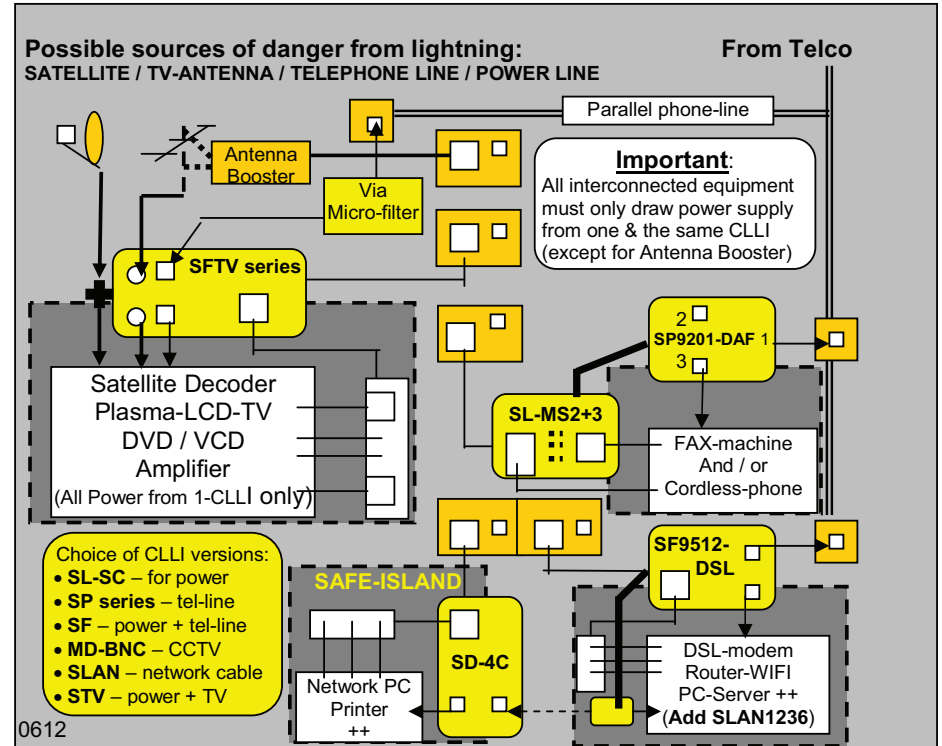 Possible sources of danger from lightning:
From Telco
SATELLITE / TV-ANTENNA / TELEPHONE LINE / POWER LINE
Parallel phone-line
Antenna
Booster
Via
Micro-filter
Important:
All interconnected equipment
must only draw power supply
from one & the same CLLI
(except for Antenna Booster)
SFTV series
2
SP9201-DAF 1
3
Satellite Decoder
Plasma-LCD-TV
DVD / VCD
Amplifier
(All Power from 1-CLLI only)
SL-MS2+3
FAX-machine
And / or
Cordless-phone
Choice of CLLI versions:
• SL-SC – for power
• SP series – tel-line
• SF – power + tel-line
• MD-BNC – CCTV
• SLAN – network cable
• STV – power + TV
SAFE-ISLAND
SD-4C
Network PC
Printer
++
SF9512-
DSL
DSL-modem
Router-WIFI
PC-Server ++
(Add SLAN1236)
0612